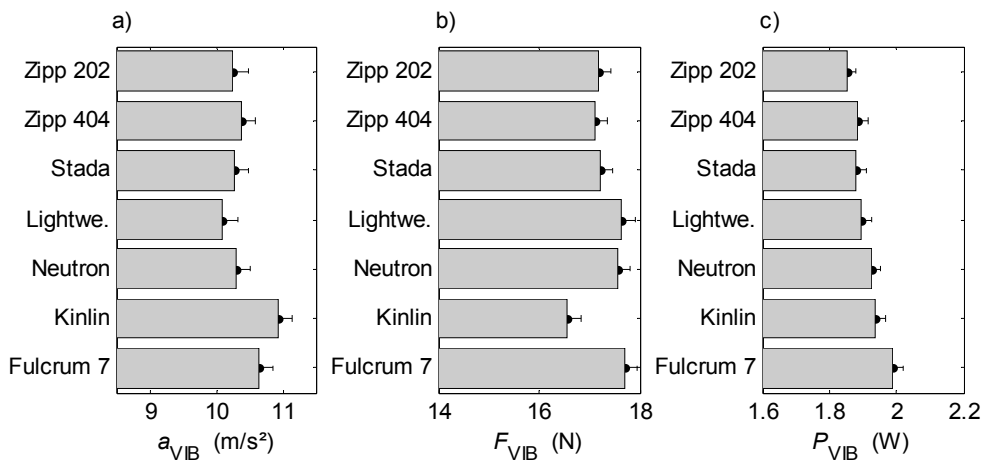 a)
Zipp 202
Zipp 404
Stada
Lightwe.
Neutron
Kinlin
Fulcrum 7
9 10 11
aVIB (m/s²)
b)
Zipp 202
Zipp 404
Stada
Lightwe.
Neutron
Kinlin
Fulcrum 7
14 16 18
FVIB (N)
c)
Zipp 202
Zipp 404
Stada
Lightwe.
Neutron
Kinlin
Fulcrum 7
1.6 1.8 2 2.2
PVIB (W)